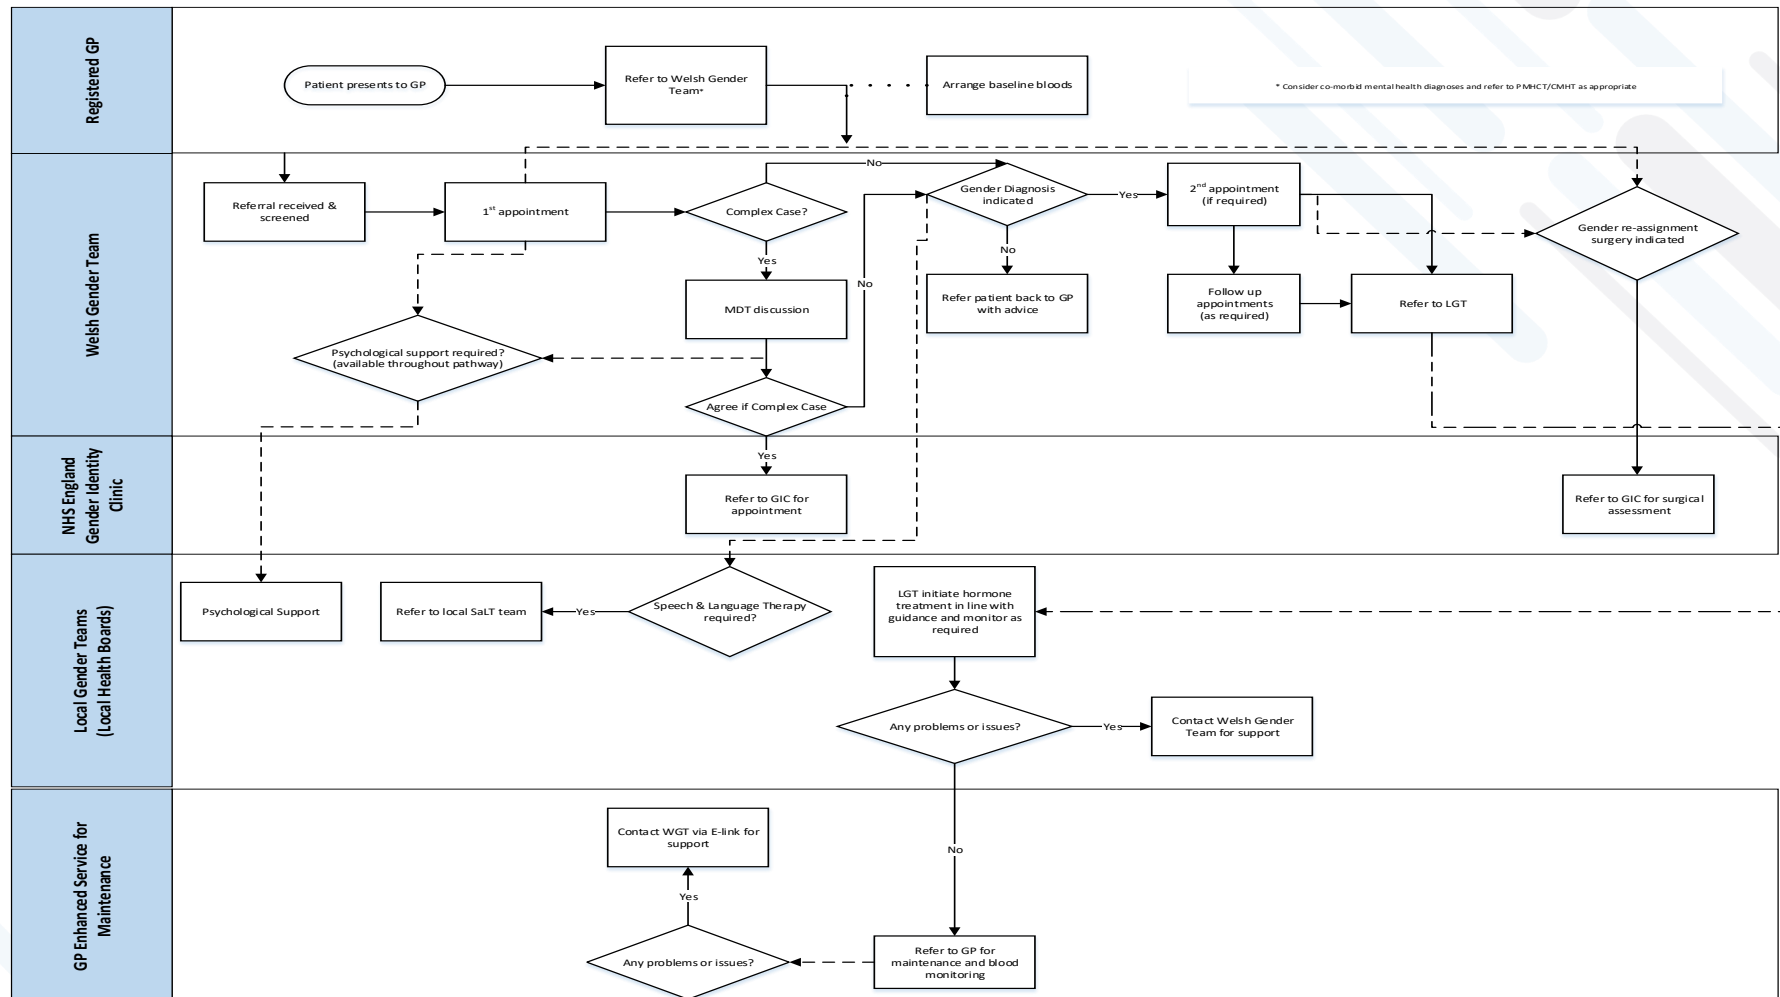 Registered GP
Patient presents to GP
Refer to Welsh Gender
Team*
Arrange baseline bloods
* Consider co-morbid mental health diagnoses and refer to PMHCT/CMHT as appropriate
Welsh Gender Team
Referral received &
screened
1st appointment
Complex Case?
No
Yes
MDT discussion
Agree if Complex Case
No
Psychological support required?
(available throughout pathway)
Gender Diagnosis
indicated
Yes
No
Refer patient back to GP
with advice
2nd appointment
(if required)
Follow up
appointments
(as required)
Refer to LGT
Gender re-assignment
surgery indicated
NHS England
Gender Identity
Clinic
Yes
Refer to GIC for
appointment
Refer to GIC for surgical
assessment
Local Gender Teams
(Local Health Boards)
Psychological Support
Refer to local SaLT team
Yes
Speech & Language Therapy
required?
LGT initiate hormone
treatment in line with
guidance and monitor as
required
Any problems or issues?
Yes
Contact Welsh Gender
Team for support
GP Enhanced Service for
Maintenance
No
Contact WGT via E-link for
support
Yes
Any problems or issues?
Refer to GP for
maintenance and blood
monitoring